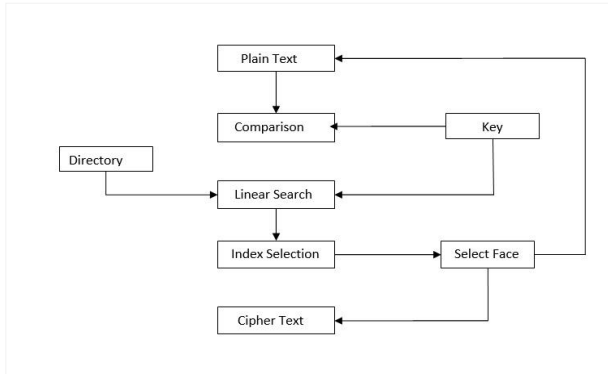 Plain Text
Comparison
Key
Directory
Linear Search
Index Selection
Select Face
Cipher Text